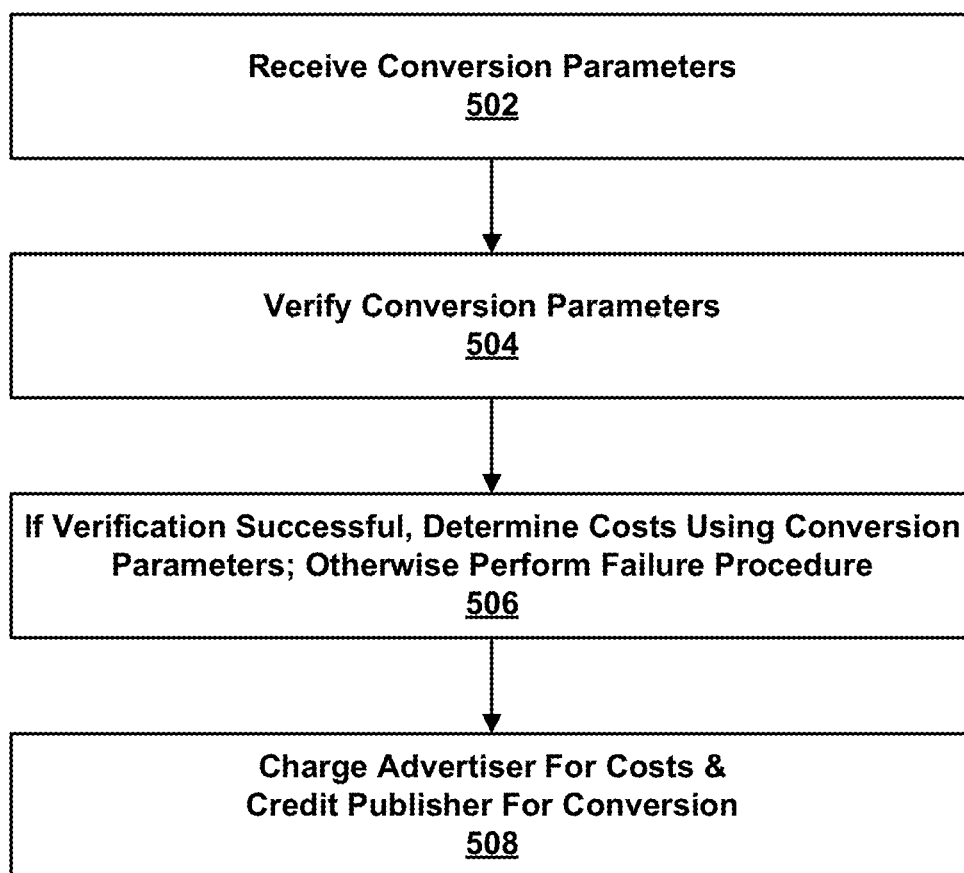 Receive Conversion Parameters
502
Verify Conversion Parameters
504
If Verification Successful, Determine Costs Using Conversion
Parameters; Otherwise Perform Failure Procedure
506
Charge Advertiser For Costs &
Credit Publisher For Conversion
508